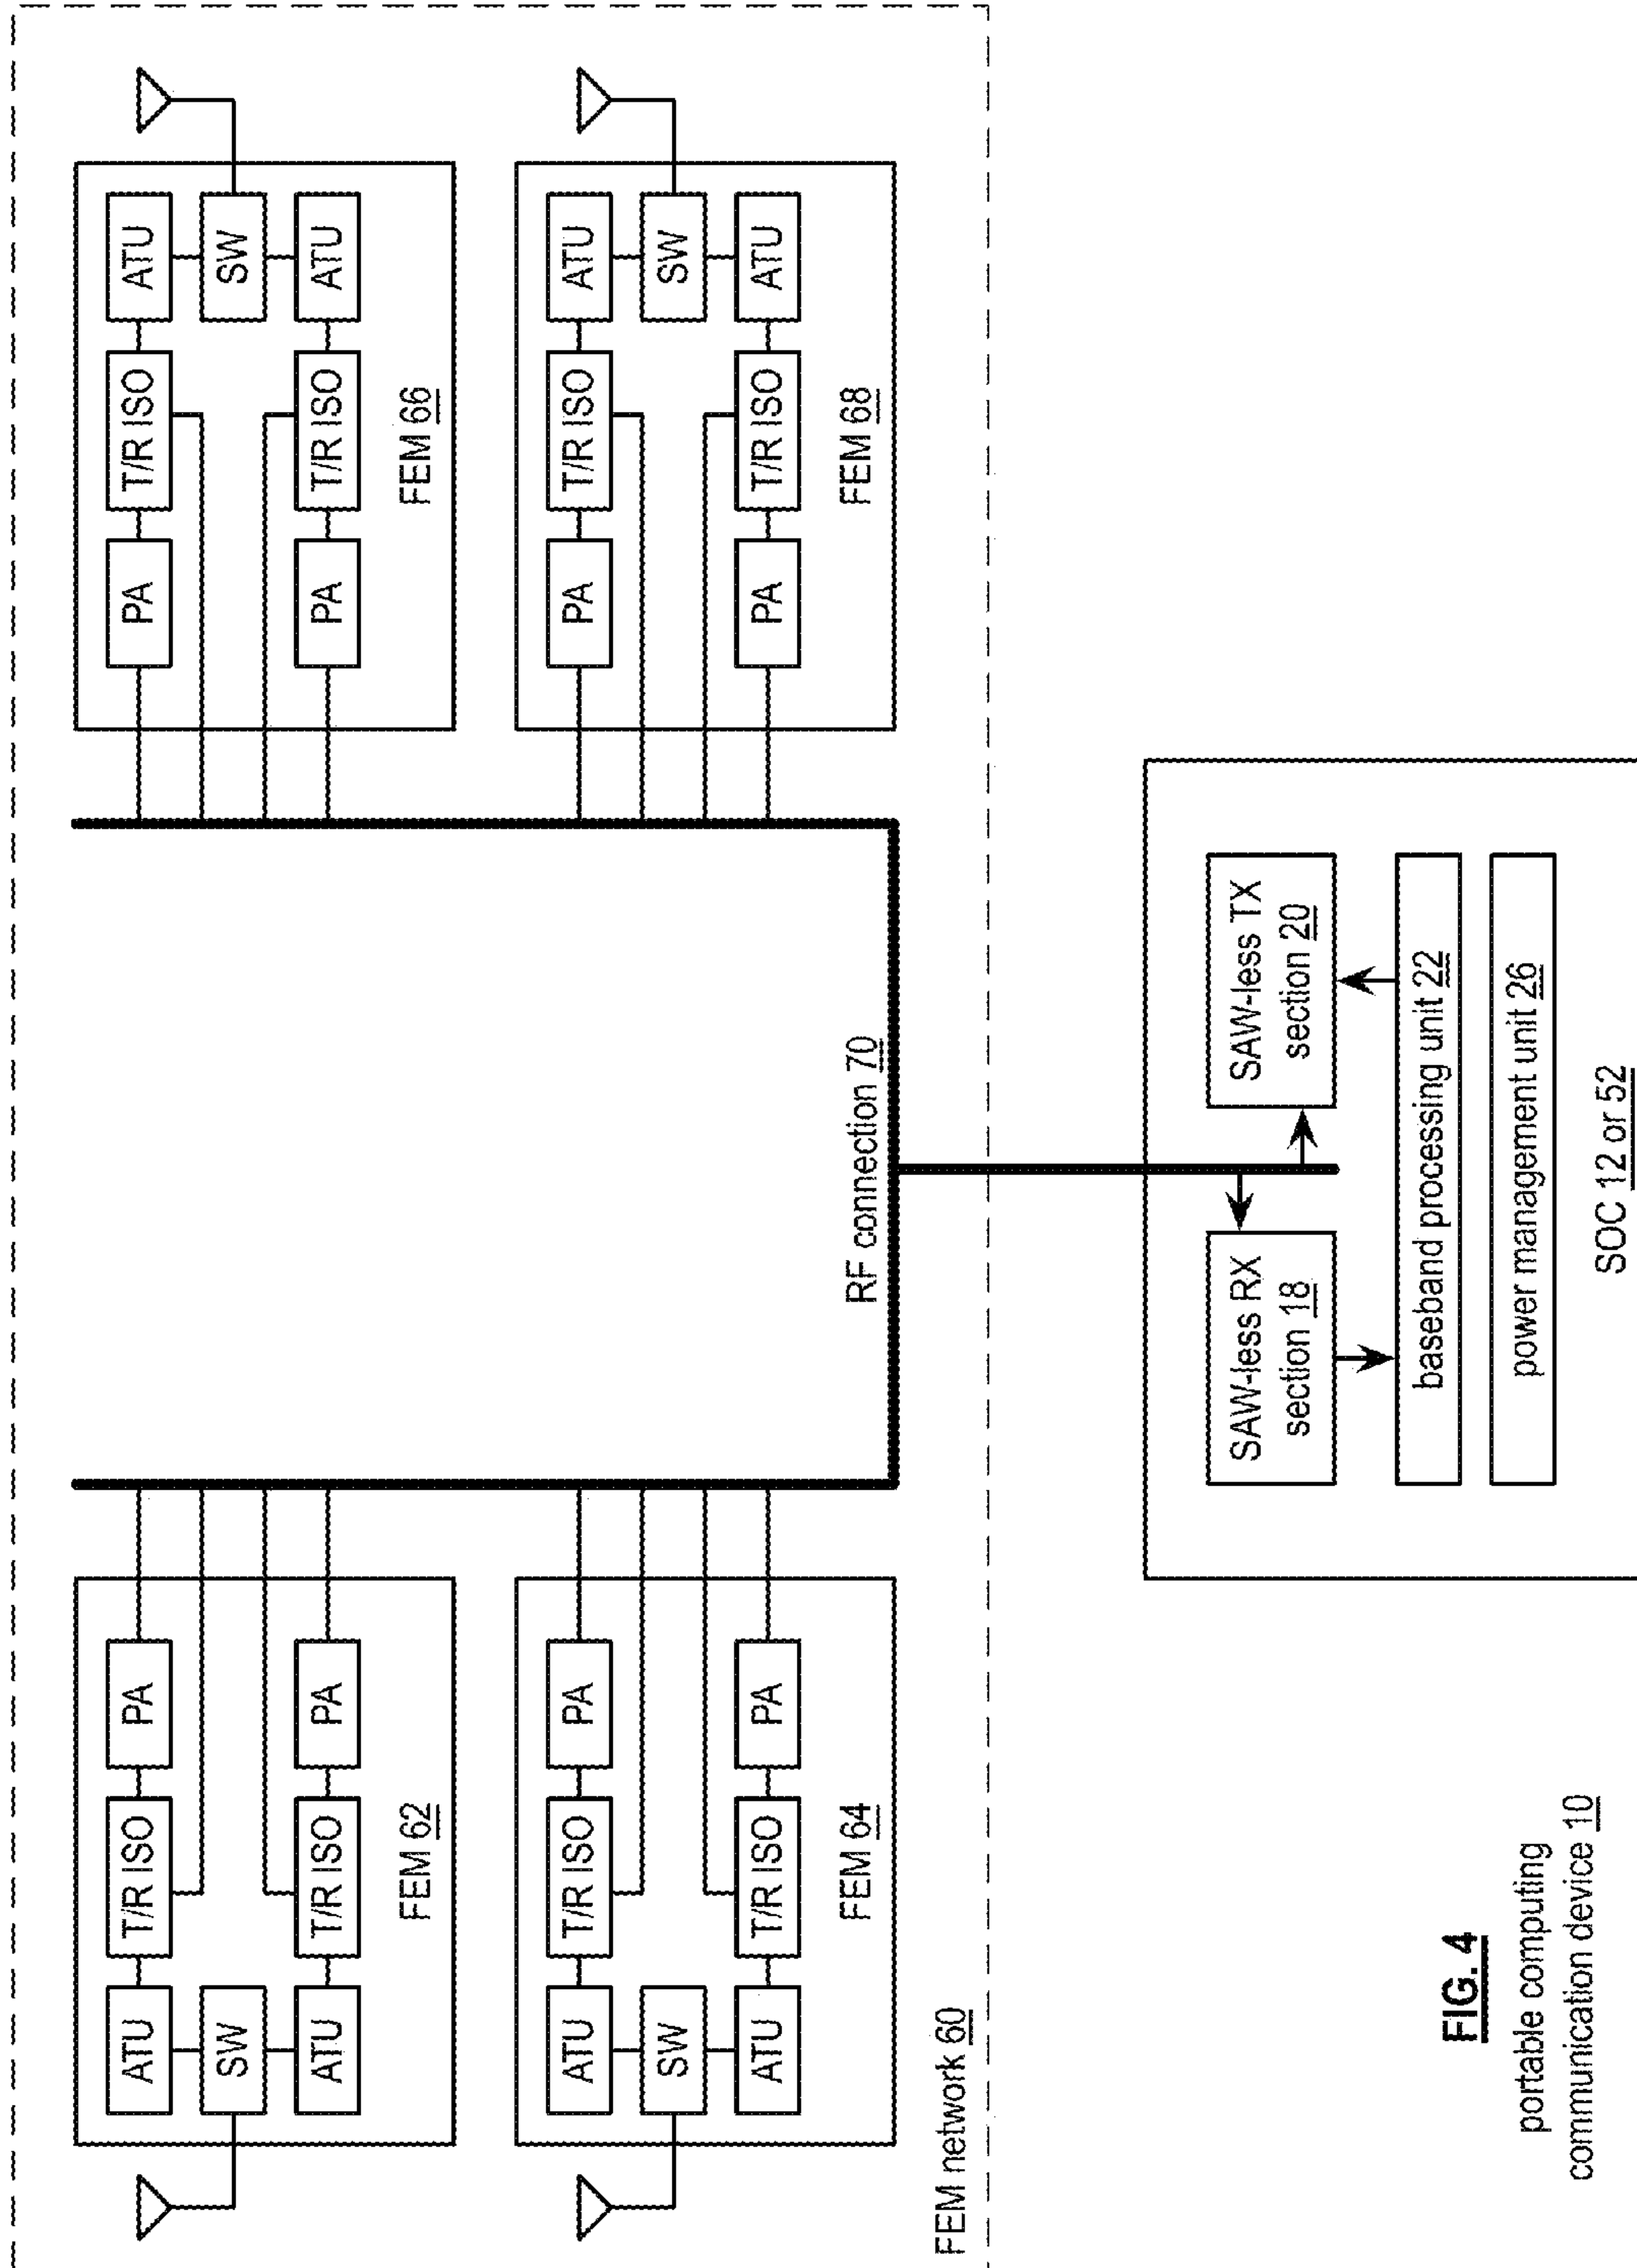 ATU
T/R ISO
PA
SW
ATU
T/R ISO
PA
FEM 62
PA
T/R ISO
ATU
SW
PA
T/R ISO
ATU
FEM 66
ATU
T/R ISO
PA
SW
ATU
T/R ISO
PA
FEM 64
PA
T/R ISO
ATU
SW
PA
T/R ISO
ATU
FEM 68
RF connection 70
FEM network 60
SAW-less RX
section 18
SAW-less TX
section 20
baseband processing unit 22
power management unit 26
SOC 12 or 52
FIG. 4
portable computing
communication device 10